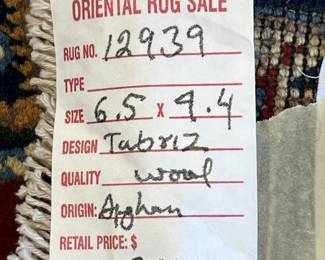 ORIENTAL RUG SALE
RUG NO. 12939
TYPE
SIZE 6.5 x 9.4
DESIGN Tabriz
QUALITY wool
ORIGIN: Afghan
RETAIL PRICE: $